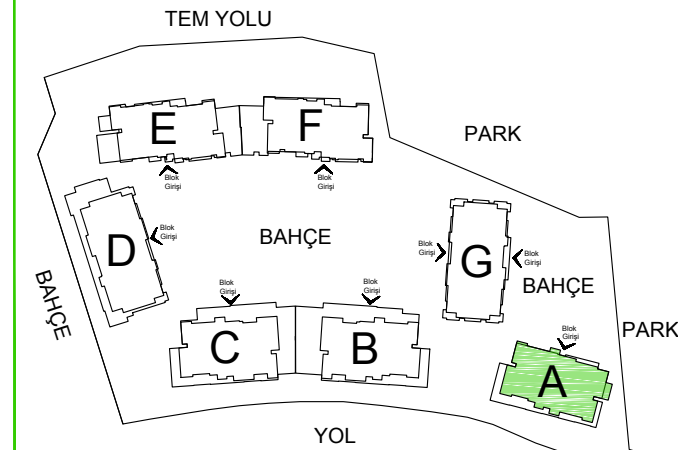 TEM YOLU
E
F
PARK
Blok
Girişi
Blok
Girişi
D
Blok
Girişi
BAHÇE
Blok
Girişi
G
Blok
Girişi
BAHÇE
BAHÇE
Blok
Girişi
Blok
Girişi
C
B
Blok
Girişi
PARK
A
YOL